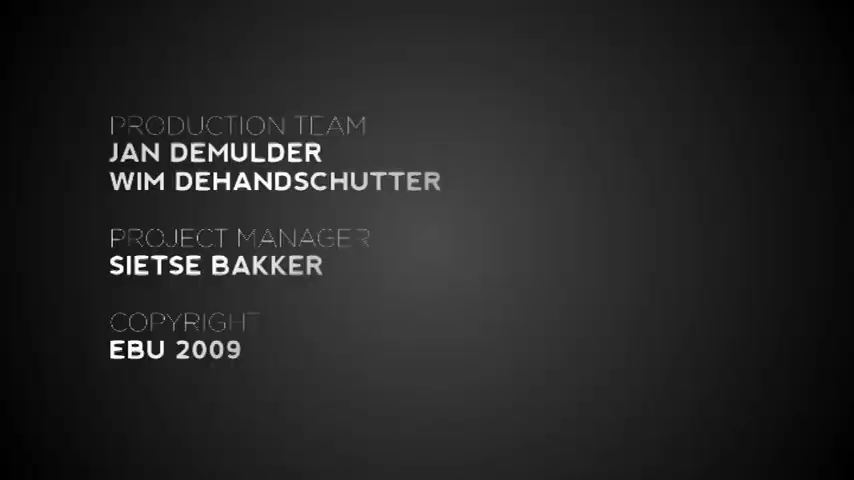 PRODUCTION TEAM
JAN DEMULDER
WIM DEHANDSCHUTTER
PROJECT MANAGER
SIETSE BAKKER
COPYRIGHT
EBU 2009